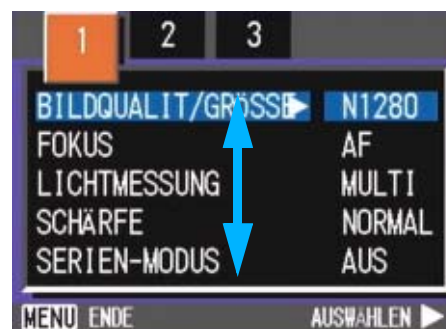 1 2 3
BILDQUALIT/GRÖSSE N1280
FOKUS AF
LICHTMESSUNG MULTI
SCHÄRFE NORMAL
SERIEN-MODUS AUS
MENU ENDE AUSWÄHLEN